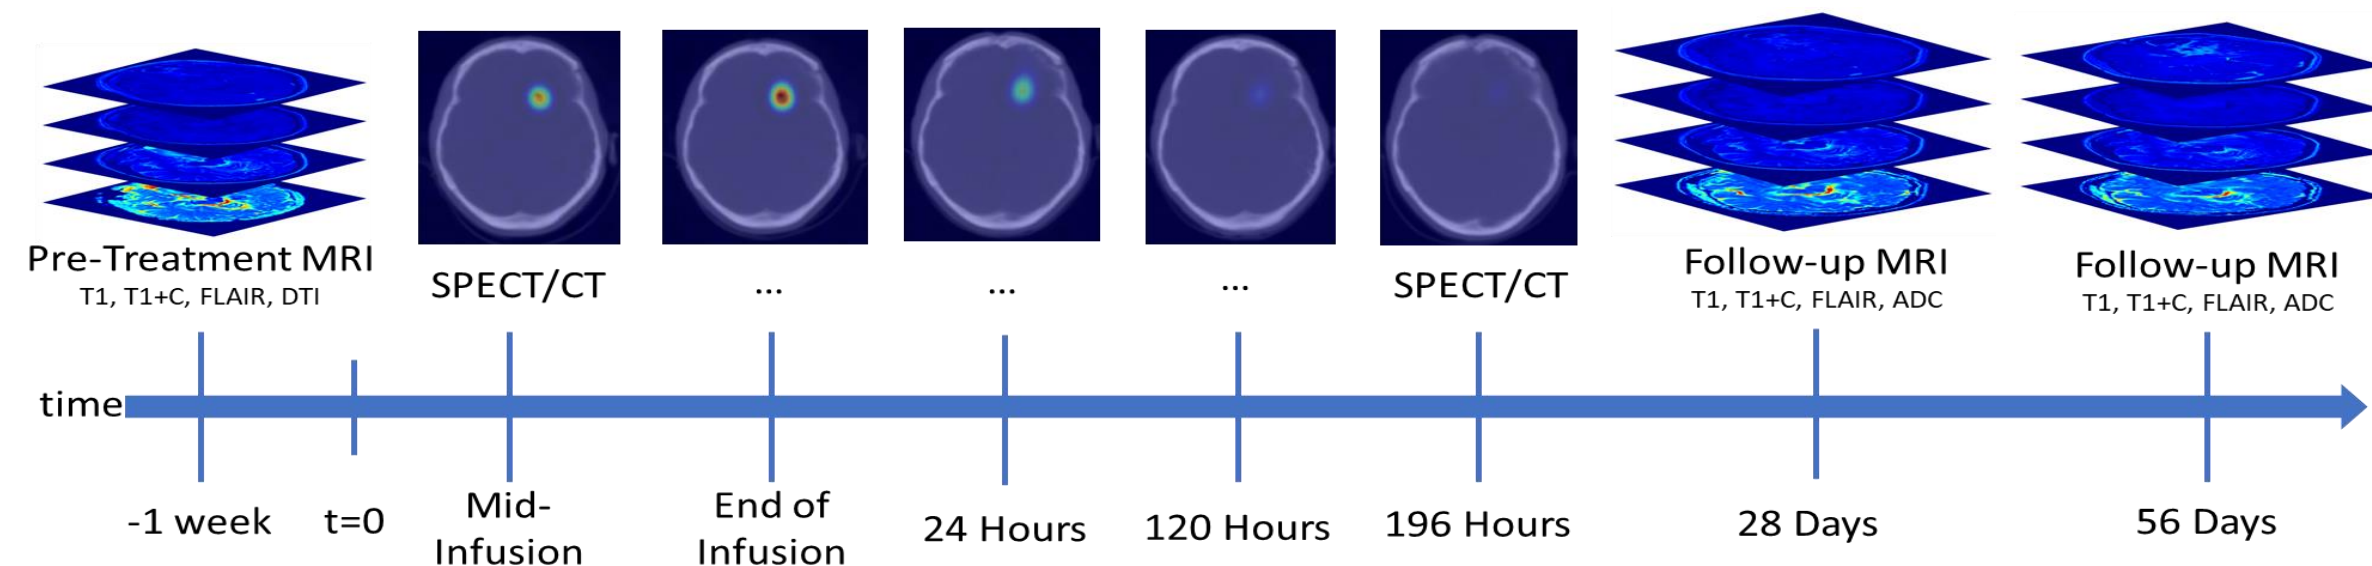 Pre-Treatment MRI
T1, T1+C, FLAIR, DTI
SPECT/CT
...
...
...
SPECT/CT
Follow-up MRI
T1, T1+C, FLAIR, ADC
Follow-up MRI
T1, T1+C, FLAIR, ADC
time
-1 week
t=0
Mid-
Infusion
End of
Infusion
24 Hours
120 Hours
196 Hours
28 Days
56 Days